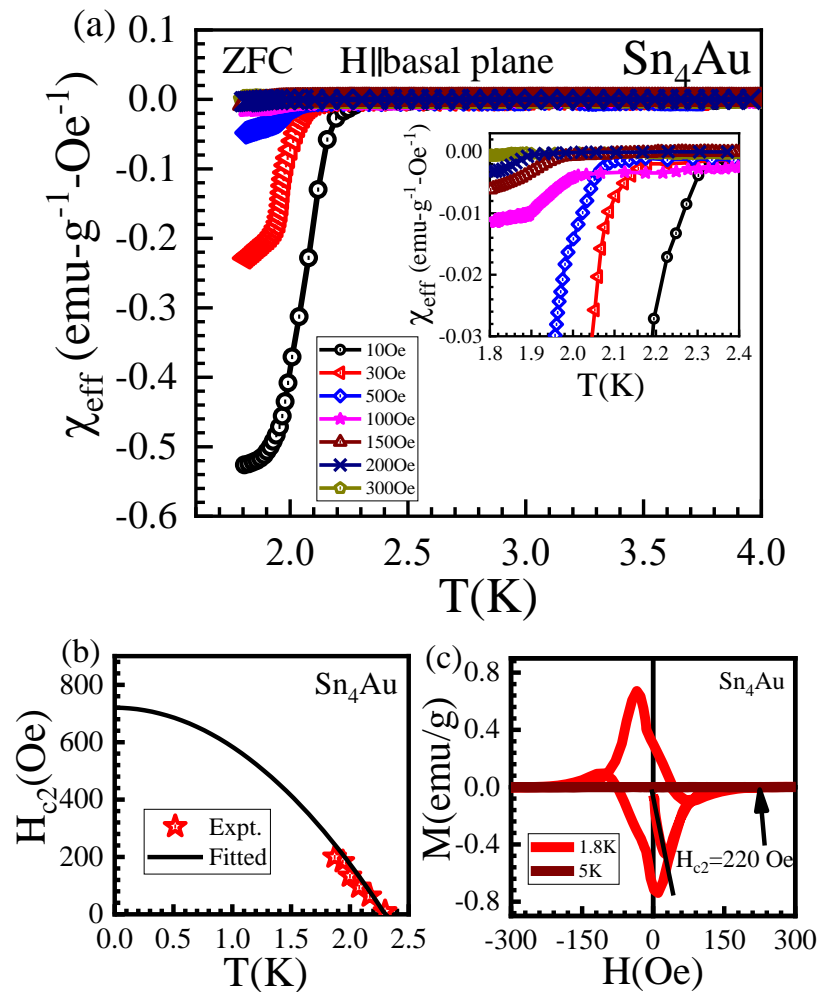 (a)
ZFC H||basal plane Sn₄Au
0.1
0.0
-0.1
-0.2
-0.3
-0.4
-0.5
-0.6
χeff (emu-g⁻¹-Oe⁻¹)
2.0 2.5 3.0 3.5 4.0
T(K)
10Oe
30Oe
50Oe
100Oe
150Oe
200Oe
300Oe
0.00
-0.01
-0.02
-0.03
χeff (emu-g⁻¹-Oe⁻¹)
1.8 1.9 2.0 2.1 2.2 2.3 2.4
T(K)
(b)
Sn₄Au
800
600
400
200
0
Hc2(Oe)
Expt.
Fitted
0.0 0.5 1.0 1.5 2.0 2.5
T(K)
(c)
Sn₄Au
0.8
0.4
0.0
-0.4
-0.8
M(emu/g)
1.8K
5K
Hc2=220 Oe
-300 -150 0 150 300
H(Oe)